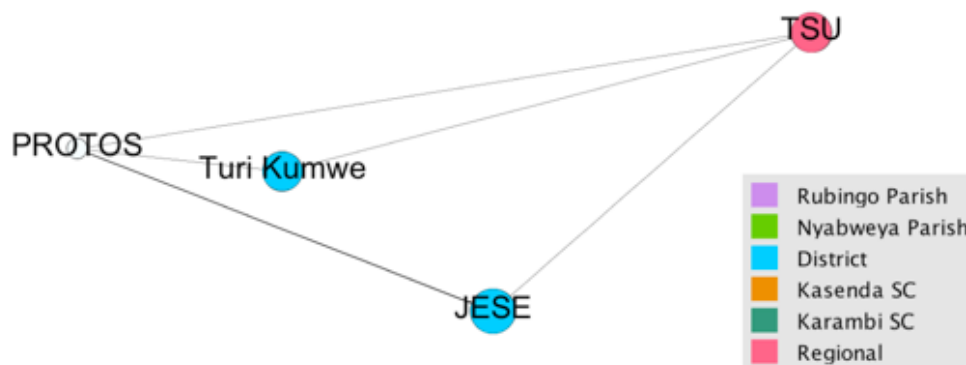 TSU
PROTOS
Turi Kumwe
JESE
Rubingo Parish
Nyabweya Parish
District
Kasenda SC
Karambi SC
Regional